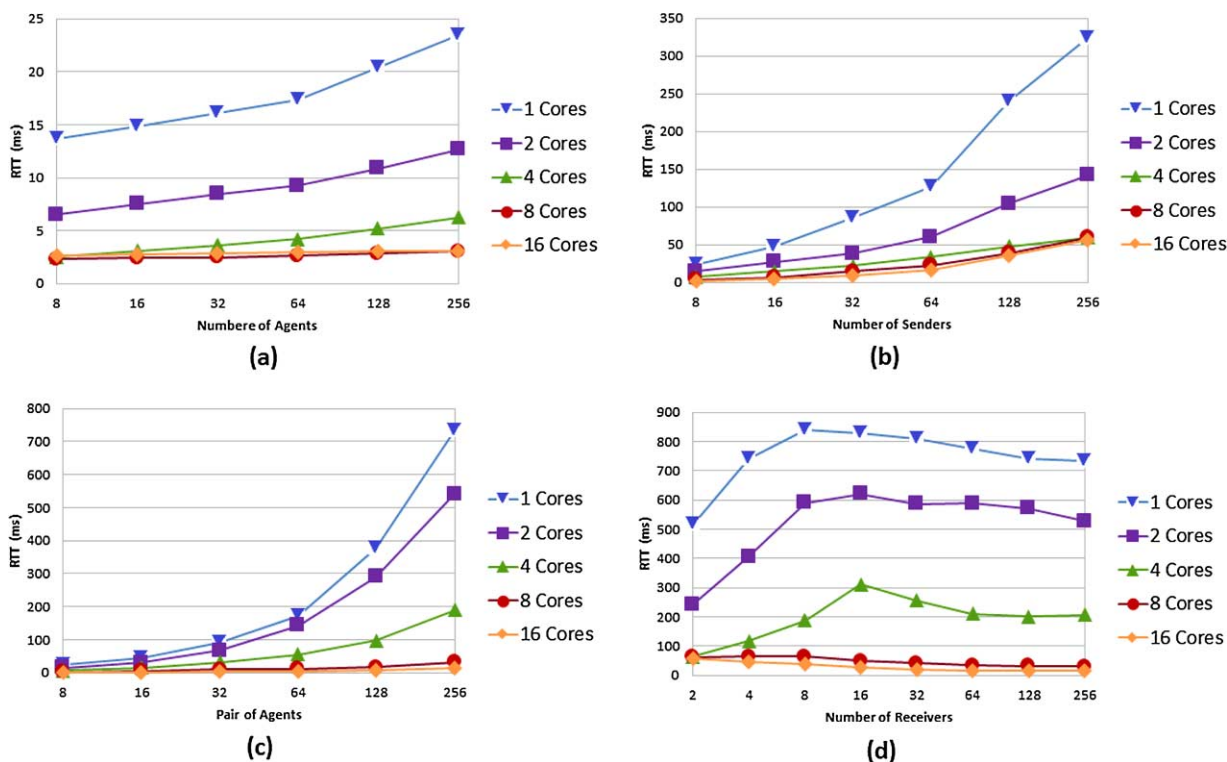 25
20
15
10
5
0
RTT (ms)
8 16 32 64 128 256
Numbere of Agents
1 Cores
2 Cores
4 Cores
8 Cores
16 Cores
(a)
350
300
250
200
150
100
50
0
RTT (ms)
8 16 32 64 128 256
Number of Senders
1 Cores
2 Cores
4 Cores
8 Cores
16 Cores
(b)
800
700
600
500
400
300
200
100
0
RTT (ms)
8 16 32 64 128 256
Pair of Agents
1 Cores
2 Cores
4 Cores
8 Cores
16 Cores
(c)
900
800
700
600
500
400
300
200
100
0
RTT (ms)
2 4 8 16 32 64 128 256
Number of Receivers
1 Cores
2 Cores
4 Cores
8 Cores
16 Cores
(d)